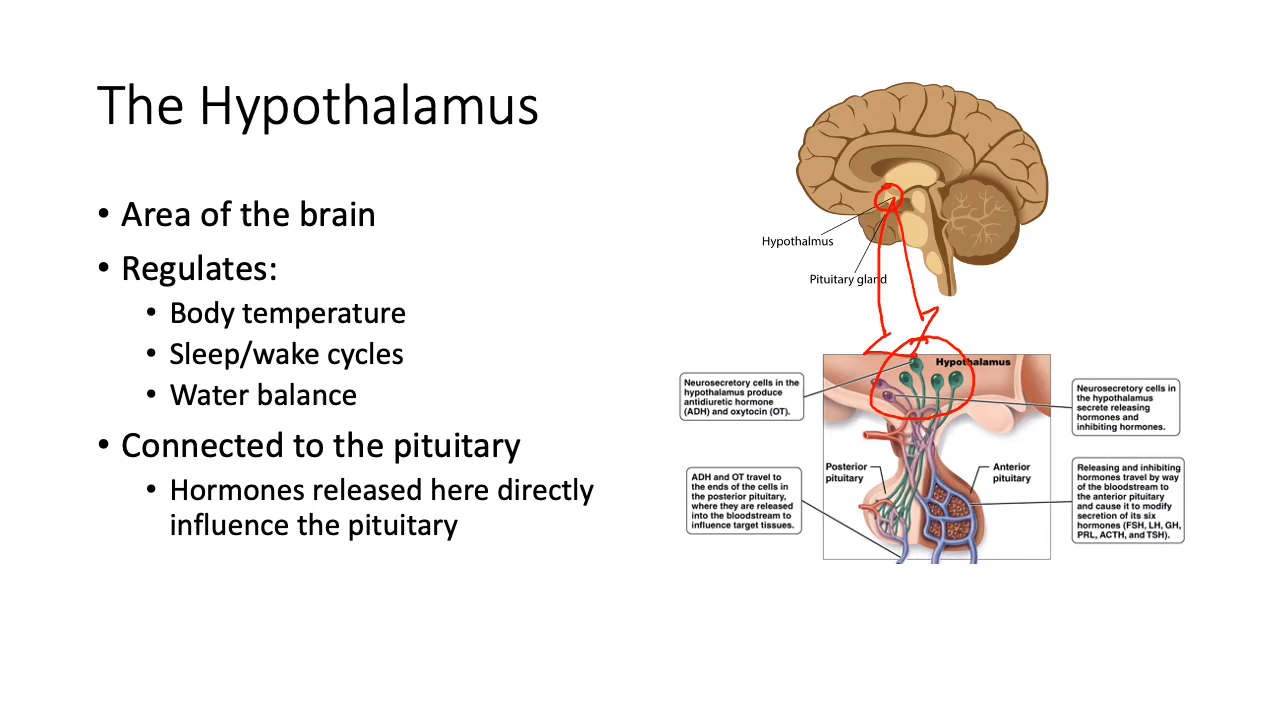 The Hypothalamus
• Area of the brain
• Regulates:
• Body temperature
• Sleep/wake cycles
• Water balance
• Connected to the pituitary
• Hormones released here directly
influence the pituitary
Hypothalmus
Pituitary gland
Hypothalamus
Neurosecretory cells in the
hypothalamus produce
antidiuretic hormone
(ADH) and oxytocin (OT).
Neurosecretory cells in
the hypothalamus
secrete releasing
hormones and
inhibiting hormones.
Posterior
pituitary
Anterior
pituitary
ADH and OT travel to
the ends of the cells in
the posterior pituitary,
where they are released
into the bloodstream to
influence target tissues.
Releasing and inhibiting
hormones travel by way
of the bloodstream to
the anterior pituitary
and cause it to modify
secretion of its six
hormones (FSH, LH, GH,
PRL, ACTH, and TSH).